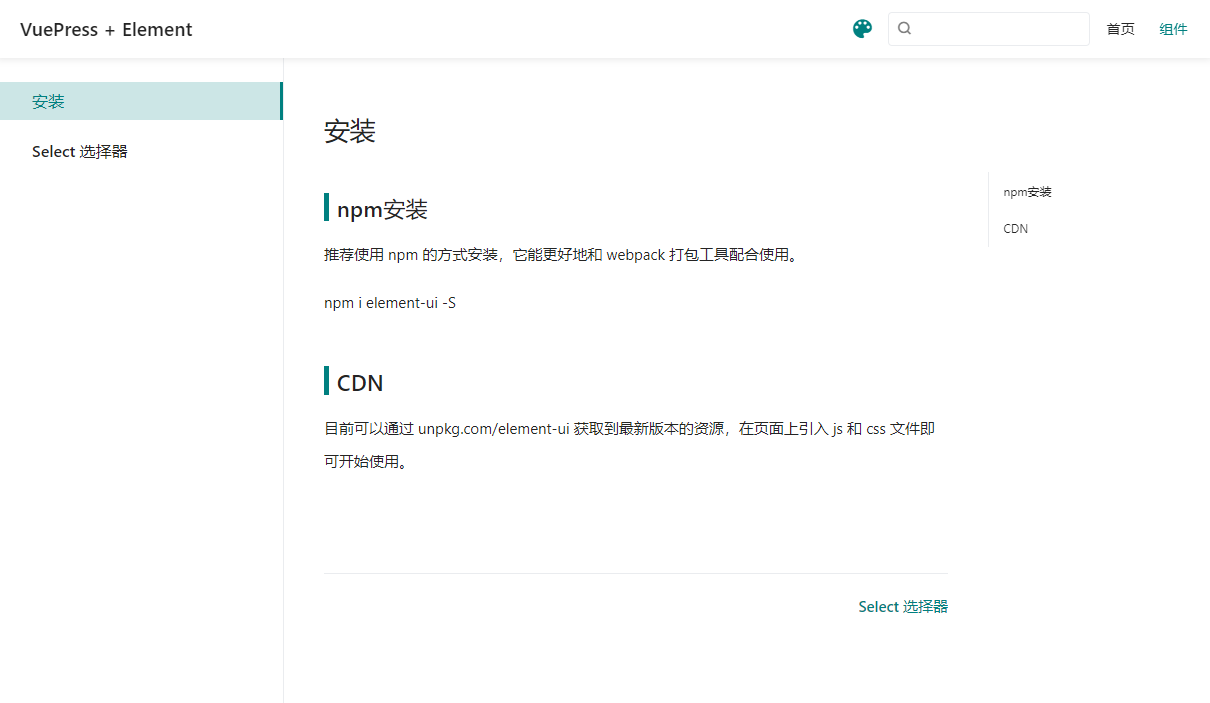 VuePress + Element
首页
组件
安装
Select 选择器
安装
npm安装
推荐使用 npm 的方式安装，它能更好地和 webpack 打包工具配合使用。
npm i element-ui -S
CDN
目前可以通过 unpkg.com/element-ui 获取到最新版本的资源，在页面上引入 js 和 css 文件即
可开始使用。
Select 选择器
npm安装
CDN